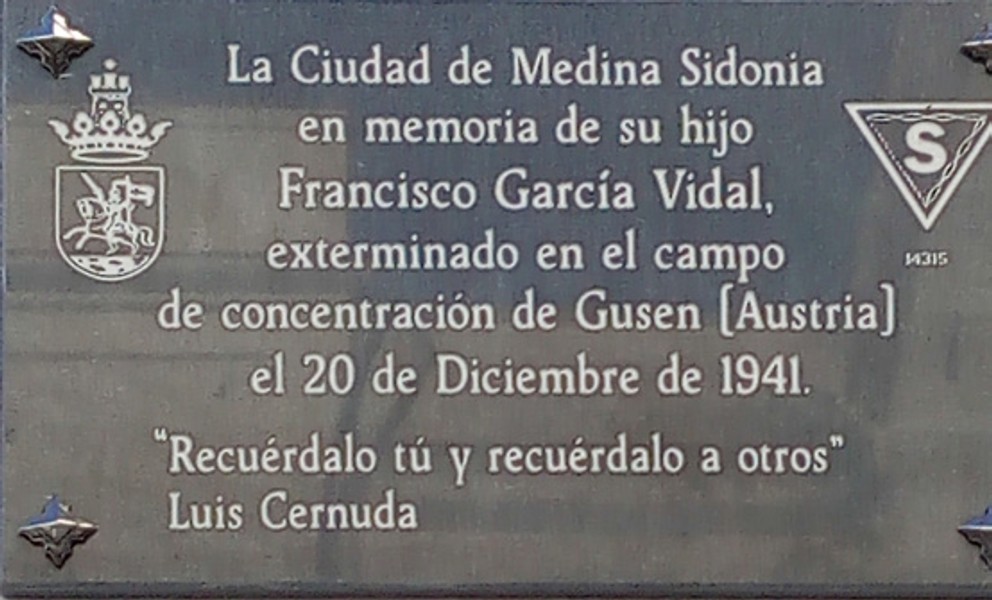 La Ciudad de Medina Sidonia
en memoria de su hijo
Francisco García Vidal,
exterminado en el campo
de concentración de Gusen (Austria)
el 20 de Diciembre de 1941.
"Recuérdalo tú y recuérdalo a otros"
Luis Cernuda
S
14315